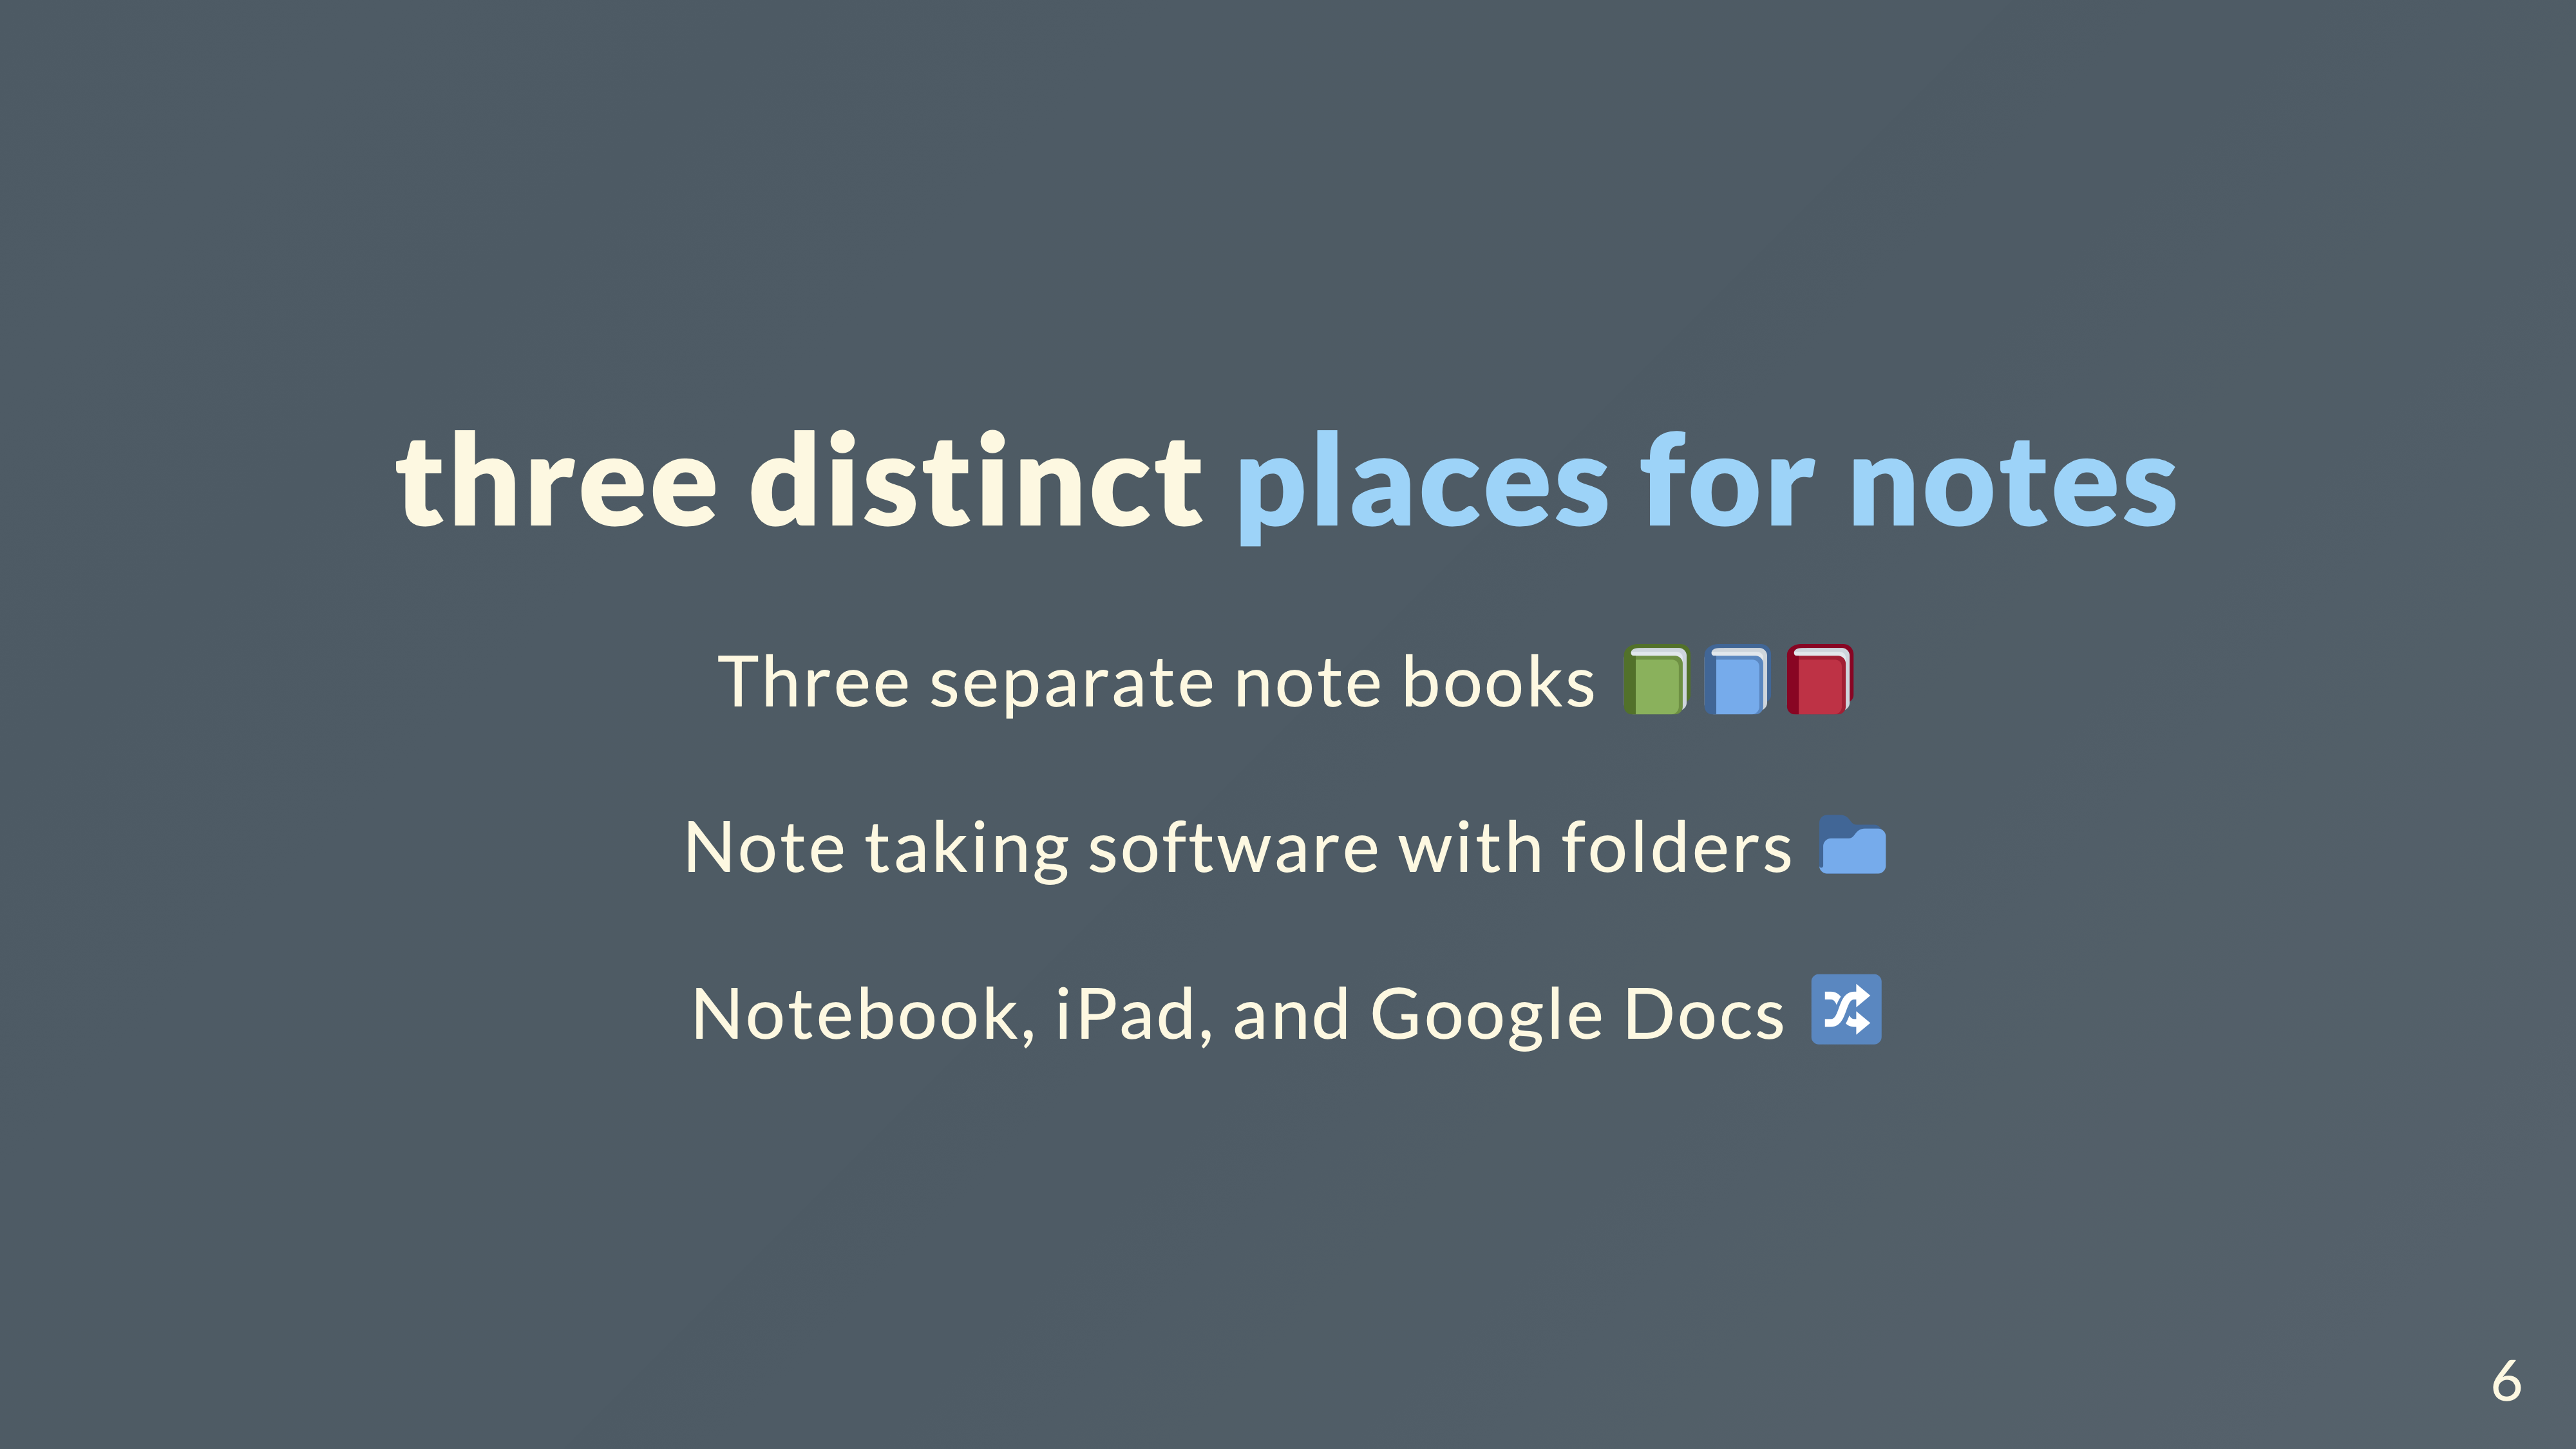 three distinct places for notes
Three separate note books 📗 📘 📕
Note taking software with folders 📂
Notebook, iPad, and Google Docs 🔀
6